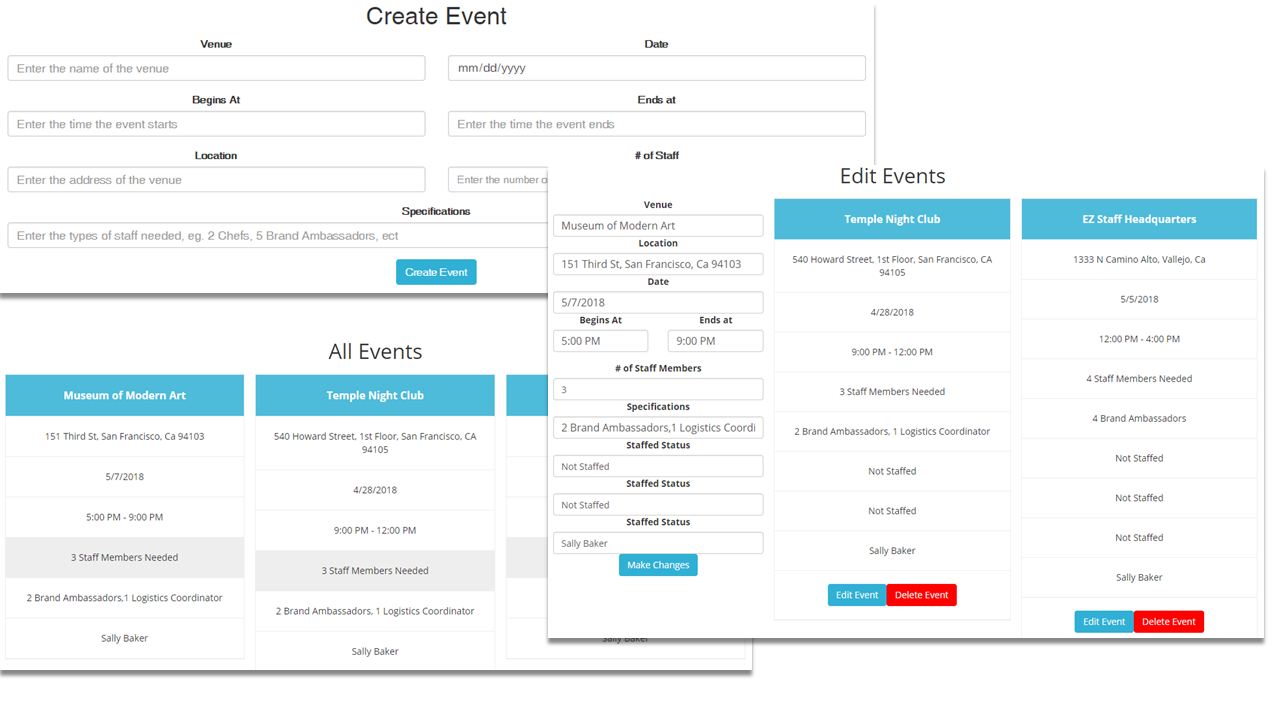 Create Event
Venue
Date
Enter the name of the venue
mm/dd/yyyy
Begins At
Ends at
Enter the time the event starts
Enter the time the event ends
Location
# of Staff
Enter the address of the venue
Enter the number
Specifications
Enter the types of staff needed, eg. 2 Chefs, 5 Brand Ambassadors, ect
Create Event
All Events
Museum of Modern Art
151 Third St, San Francisco, Ca 94103
5/7/2018
5:00 PM - 9:00 PM
3 Staff Members Needed
2 Brand Ambassadors,1 Logistics Coordinator
Sally Baker
Temple Night Club
540 Howard Street, 1st Floor, San Francisco, CA
94105
4/28/2018
9:00 PM - 12:00 PM
3 Staff Members Needed
2 Brand Ambassadors, 1 Logistics Coordinator
Sally Baker
Sally Baker
Edit Events
Venue
Museum of Modern Art
Location
151 Third St, San Francisco, Ca 94103
Date
5/7/2018
Begins At
Ends at
5:00 PM
9:00 PM
# of Staff Members
3
Specifications
2 Brand Ambassadors,1 Logistics Coordi
Staffed Status
Not Staffed
Staffed Status
Not Staffed
Staffed Status
Sally Baker
Make Changes
Temple Night Club
540 Howard Street, 1st Floor, San Francisco, CA
94105
4/28/2018
9:00 PM - 12:00 PM
3 Staff Members Needed
2 Brand Ambassadors, 1 Logistics Coordinator
Not Staffed
Not Staffed
Sally Baker
Edit Event
Delete Event
EZ Staff Headquarters
1333 N Camino Alto, Vallejo, Ca
5/5/2018
12:00 PM - 4:00 PM
4 Staff Members Needed
4 Brand Ambassadors
Not Staffed
Not Staffed
Not Staffed
Sally Baker
Edit Event
Delete Event